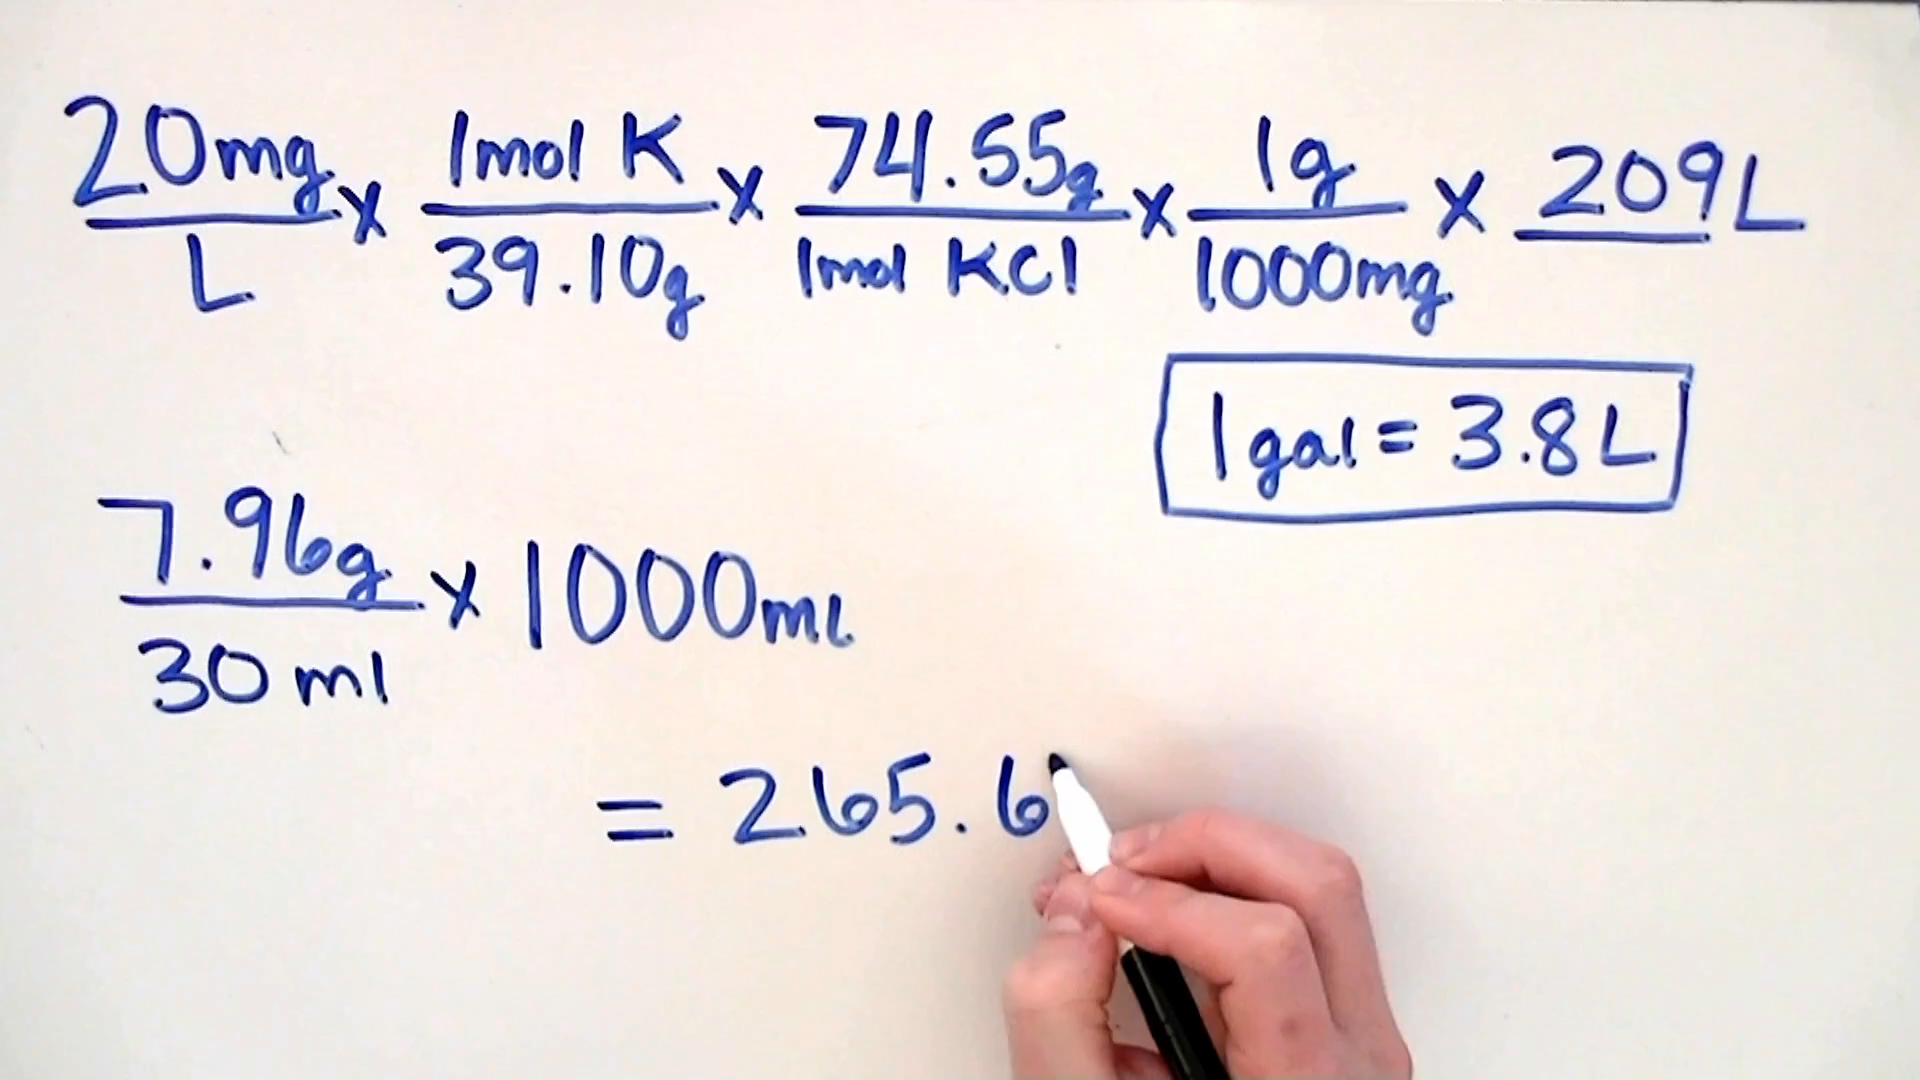 20mg/L x 1mol K/39.10g x 74.55g/1mol KCl x 1g/1000mg x 209L
1gal = 3.8L
7.96g/30ml x 1000ml
= 265.6